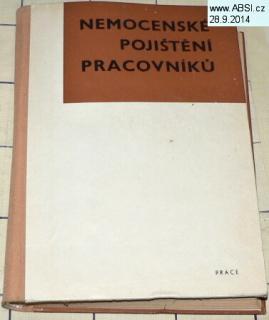 www.ABSI.cz
28.9.2014
NEMOCENSKÉ
POJIŠTĚNÍ
PRACOVNÍKŮ
PRÁCE